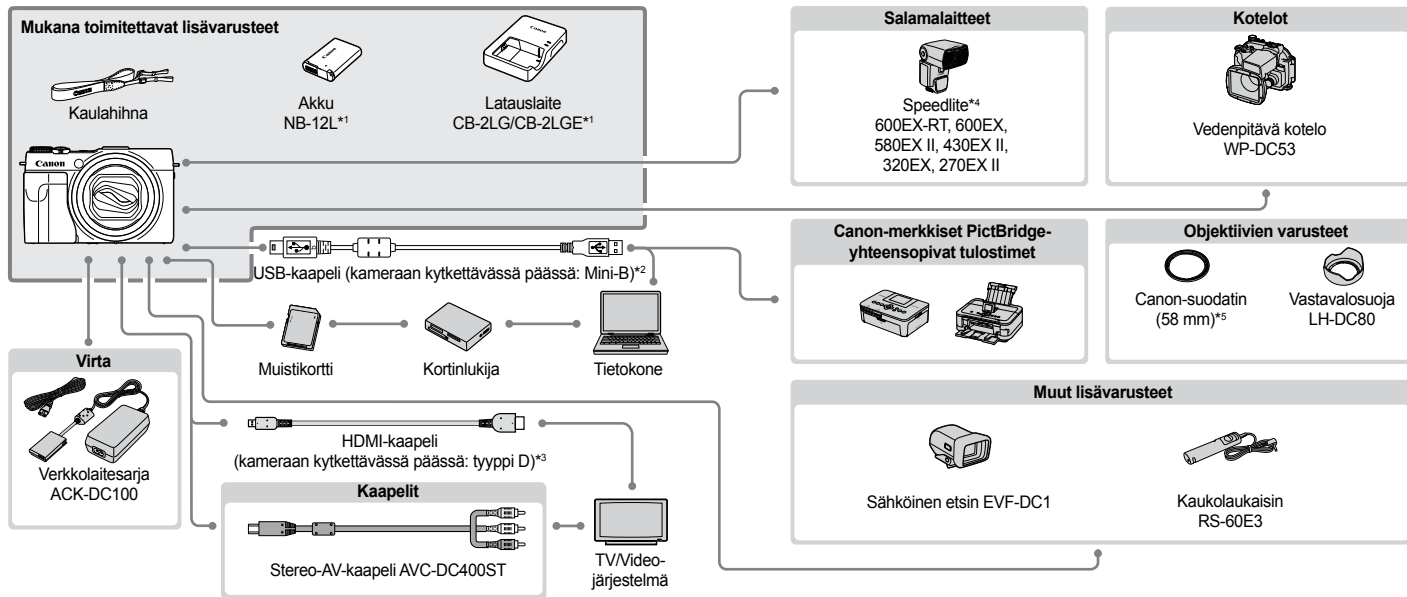 Mukana toimitettavat lisävarusteet
Canon
Kaulahihna
Canon
Akku
NB-12L*1
Canon
Latauslaite
CB-2LG/CB-2LGE*1
Canon
USB-kaapeli (kameraan kytkettävässä päässä: Mini-B)*2
Muistikortti
Kortinlukija
Tietokone
Virta
Verkkolaitesarja
ACK-DC100
HDMI-kaapeli
(kameraan kytkettävässä päässä: tyyppi D)*3
Kaapelit
Stereo-AV-kaapeli AVC-DC400ST
TV/Video-
järjestelmä
Salamalaitteet
Speedlite*4
600EX-RT, 600EX,
580EX II, 430EX II,
320EX, 270EX II
Kotelot
Vedenpitävä kotelo
WP-DC53
Canon-merkkiset PictBridge-
yhteensopivat tulostimet
Objektiivien varusteet
Canon-suodatin
(58 mm)*5
Vastavalosuoja
LH-DC80
Muut lisävarusteet
Sähköinen etsin EVF-DC1
Kaukolaukaisin
RS-60E3